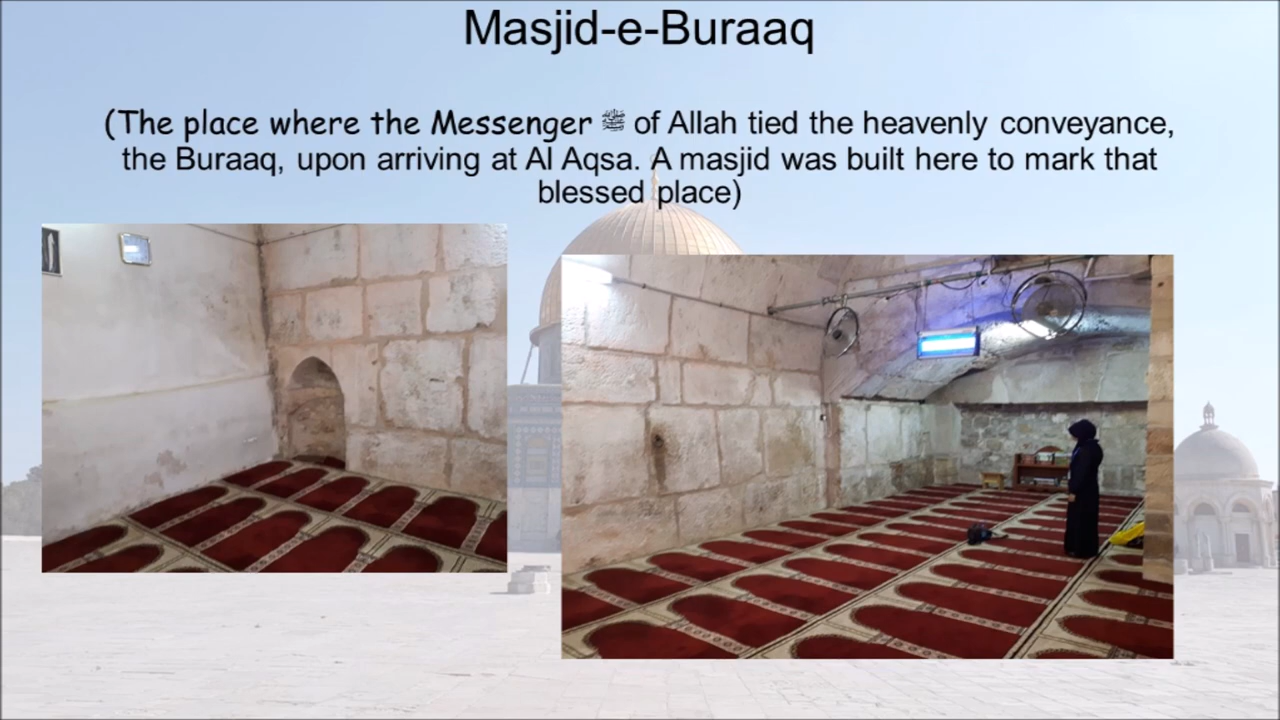 Masjid-e-Buraaq
(The place where the Messenger ﷺ of Allah tied the heavenly conveyance,
the Buraaq, upon arriving at Al Aqsa. A masjid was built here to mark that
blessed place)